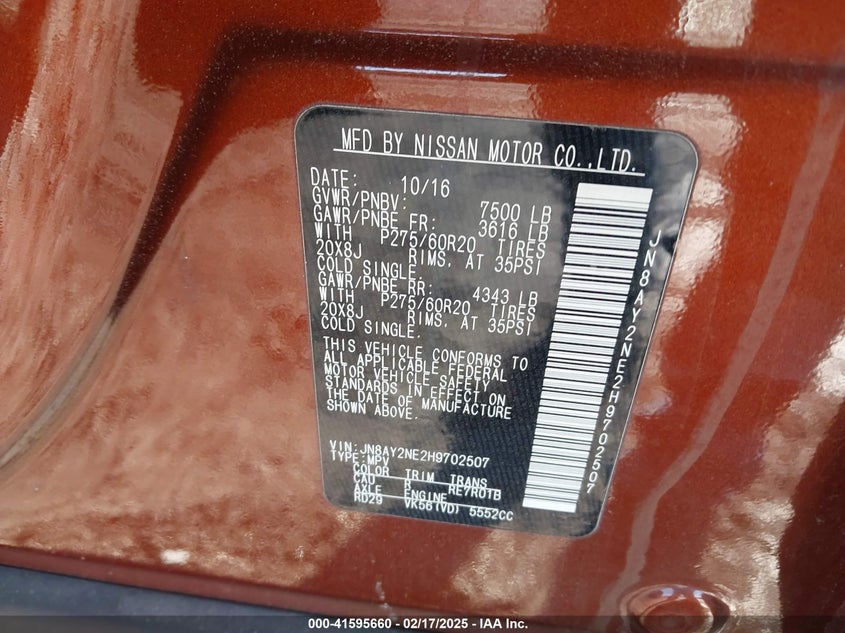 MFD BY NISSAN MOTOR CO.,LTD.
DATE: 10/16
GVWR/PNBV: 7500 LB
GAWR/PNBE FR: 3616 LB
WITH P275/60R20 TIRES
20X8J RIMS, AT 35PSI
COLD SINGLE.
GAWR/PNBE RR: 4343 LB
WITH P275/60R20 TIRES
20X8J RIMS, AT 35PSI
COLD SINGLE.
THIS VEHICLE CONFORMS TO
ALL APPLICABLE FEDERAL
MOTOR VEHICLE SAFETY
STANDARDS IN EFFECT ON
THE DATE OF MANUFACTURE
SHOWN ABOVE.
VIN:JN8AY2NE2H9702507
TYPE:MPV
COLOR TRIM TRANS
CAU R RE7R01B
AXLE ENGINE
RD29 VK56(VD) 5552CC
JN8AY2NE2H9702507
000-41595660 - 02/17/2025 - IAA Inc.